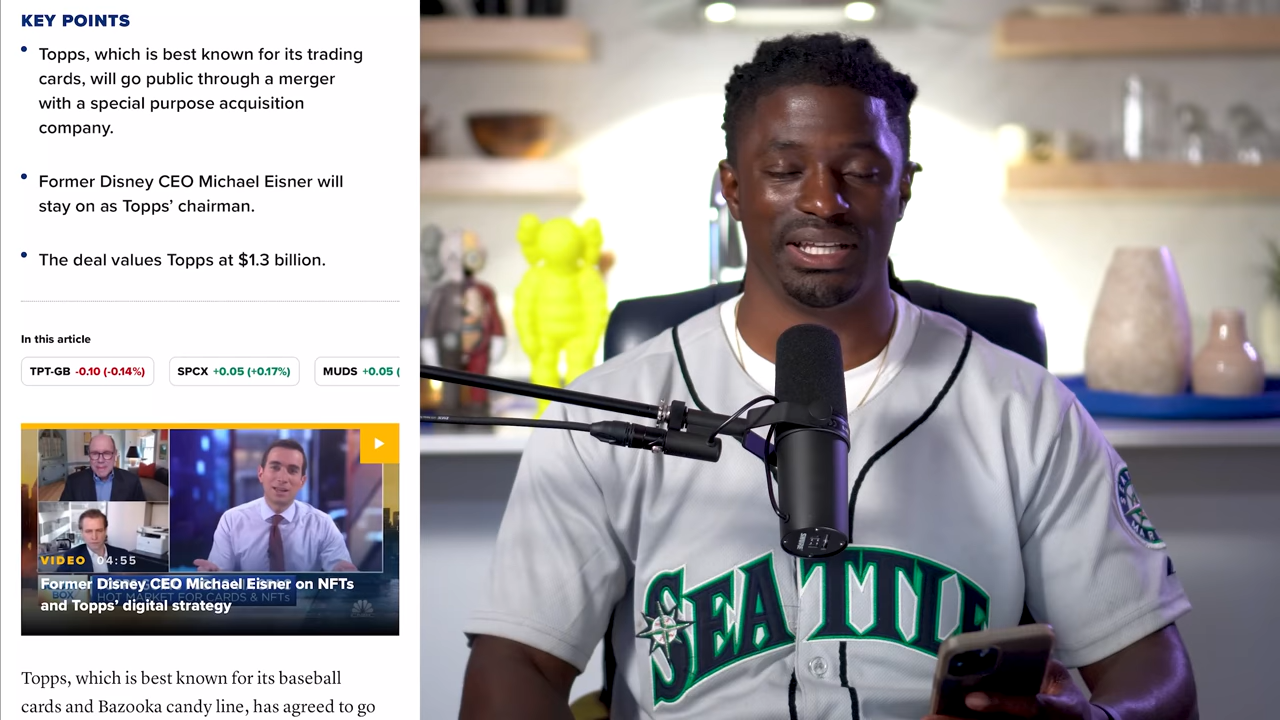 KEY POINTS
• Topps, which is best known for its trading
cards, will go public through a merger
with a special purpose acquisition
company.
• Former Disney CEO Michael Eisner will
stay on as Topps’ chairman.
• The deal values Topps at $1.3 billion.
In this article
TPT-GB -0.10 (-0.14%) SPCX +0.05 (+0.17%) MUDS +0.05 (
VIDEO 04:55
Former Disney CEO Michael Eisner on NFTs
HOT MARKET FOR CARDS & NFTs
and Topps’ digital strategy
Topps, which is best known for its baseball
cards and Bazooka candy line, has agreed to go
SEATTLE